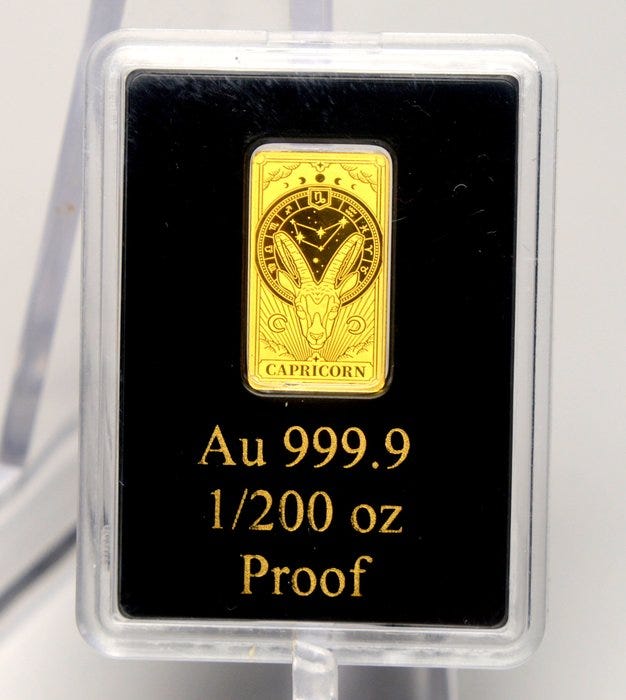 CAPRICORN
Au 999.9
1/200 oz
Proof